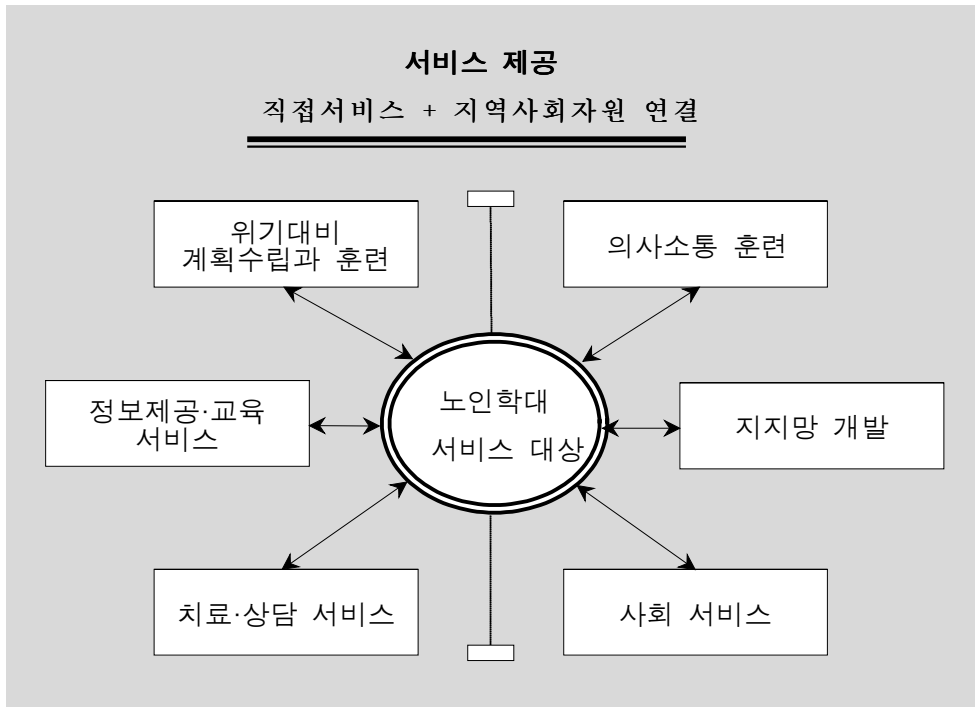 서비스 제공
직접서비스 + 지역사회자원 연결
위기대비
계획수립과 훈련
의사소통 훈련
정보제공·교육
서비스
노인학대
서비스 대상
지지망 개발
치료·상담 서비스
사회 서비스